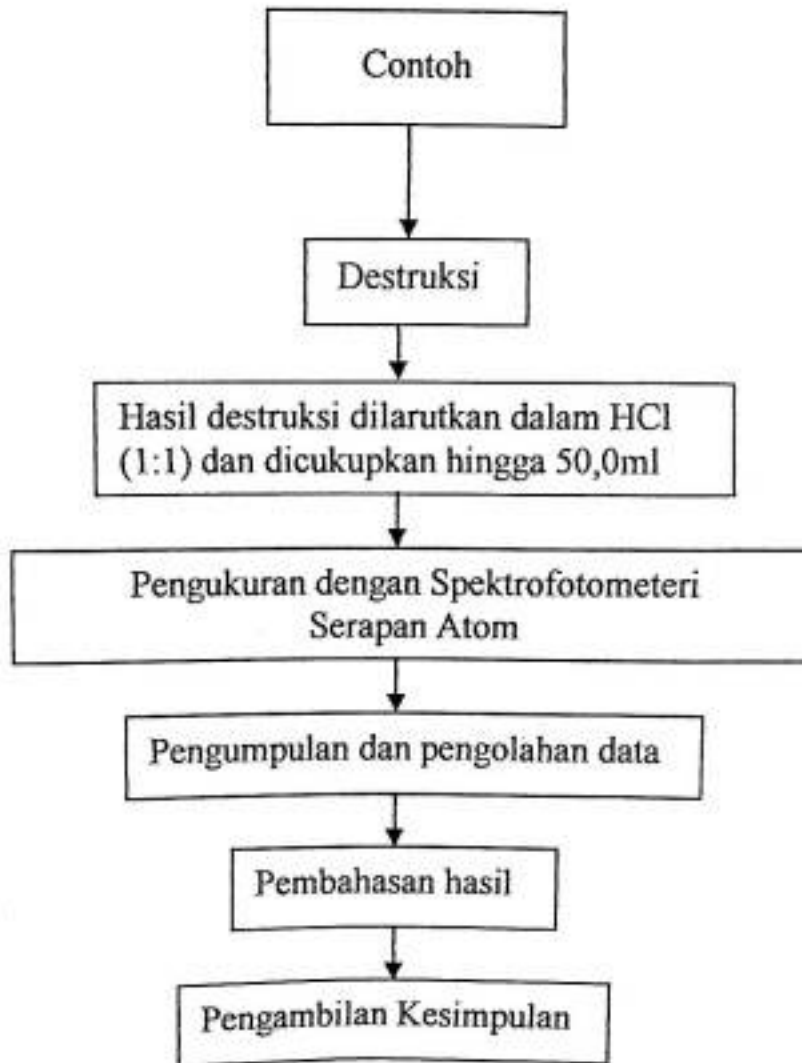 Contoh
Destruksi
Hasil destruksi dilarutkan dalam HCl
(1:1) dan dicukupkan hingga 50,0ml
Pengukuran dengan Spektrofotometeri
Serapan Atom
Pengumpulan dan pengolahan data
Pembahasan hasil
Pengambilan Kesimpulan